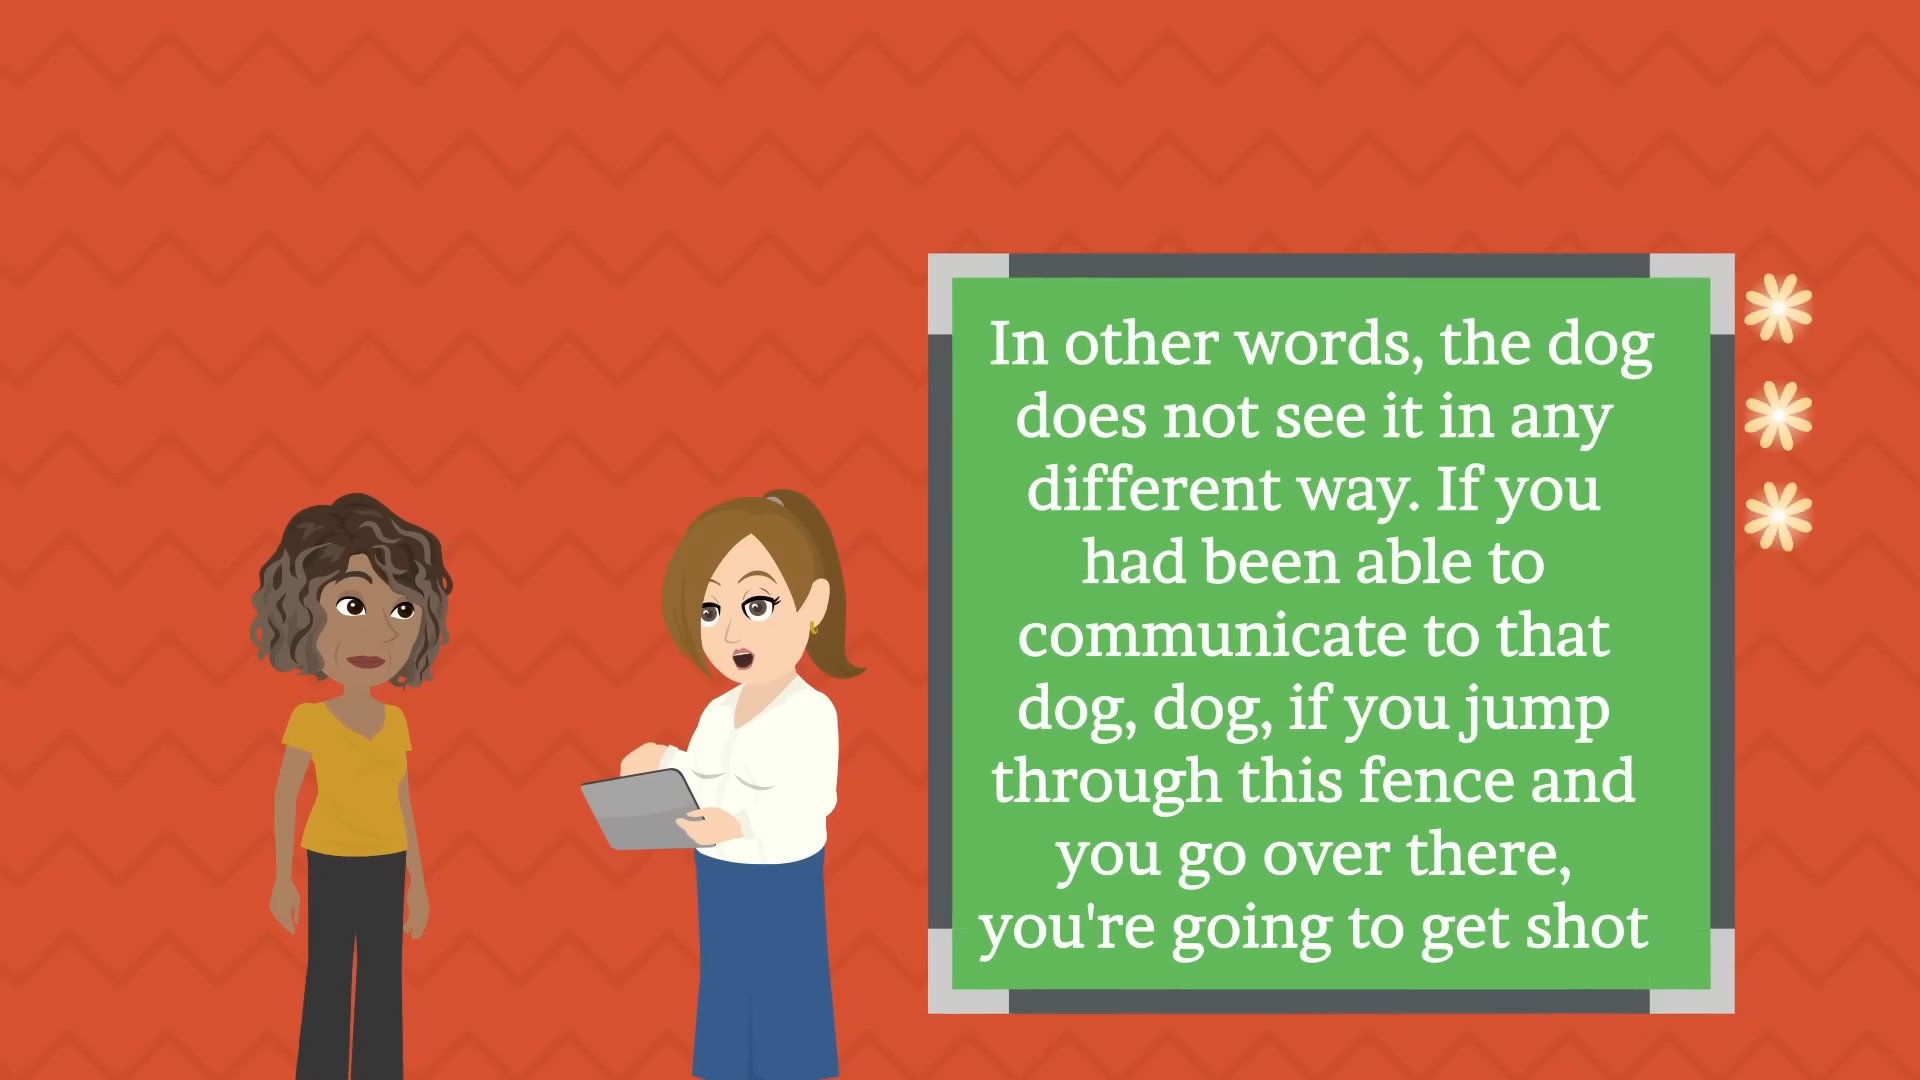 In other words, the dog
does not see it in any
different way. If you
had been able to
communicate to that
dog, dog, if you jump
through this fence and
you go over there,
you're going to get shot